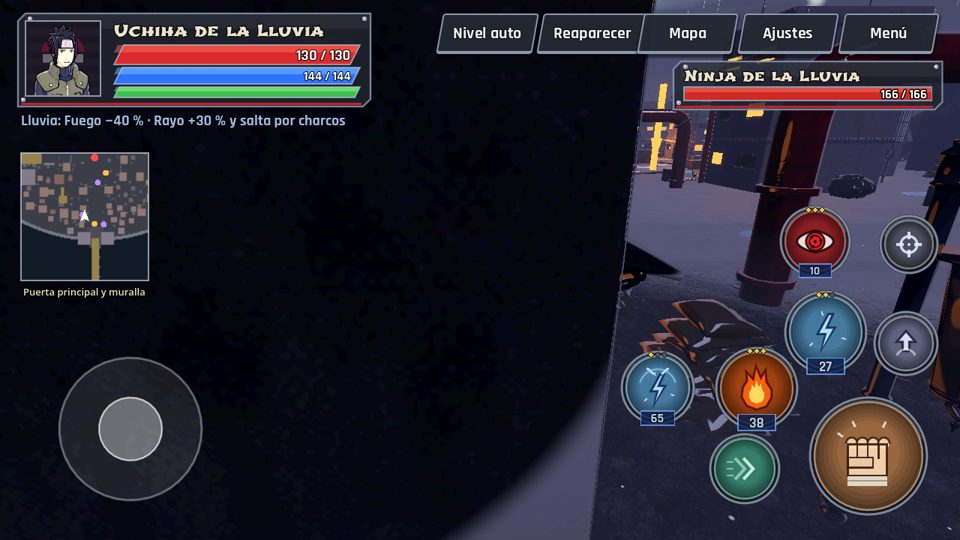 Uchiha de la Lluvia
130 / 130
144 / 144
Lluvia: Fuego −40 % · Rayo +30 % y salta por charcos
Nivel auto
Reaparecer
Mapa
Ajustes
Menú
Ninja de la Lluvia
166 / 166
Puerta principal y muralla
10
27
65
38